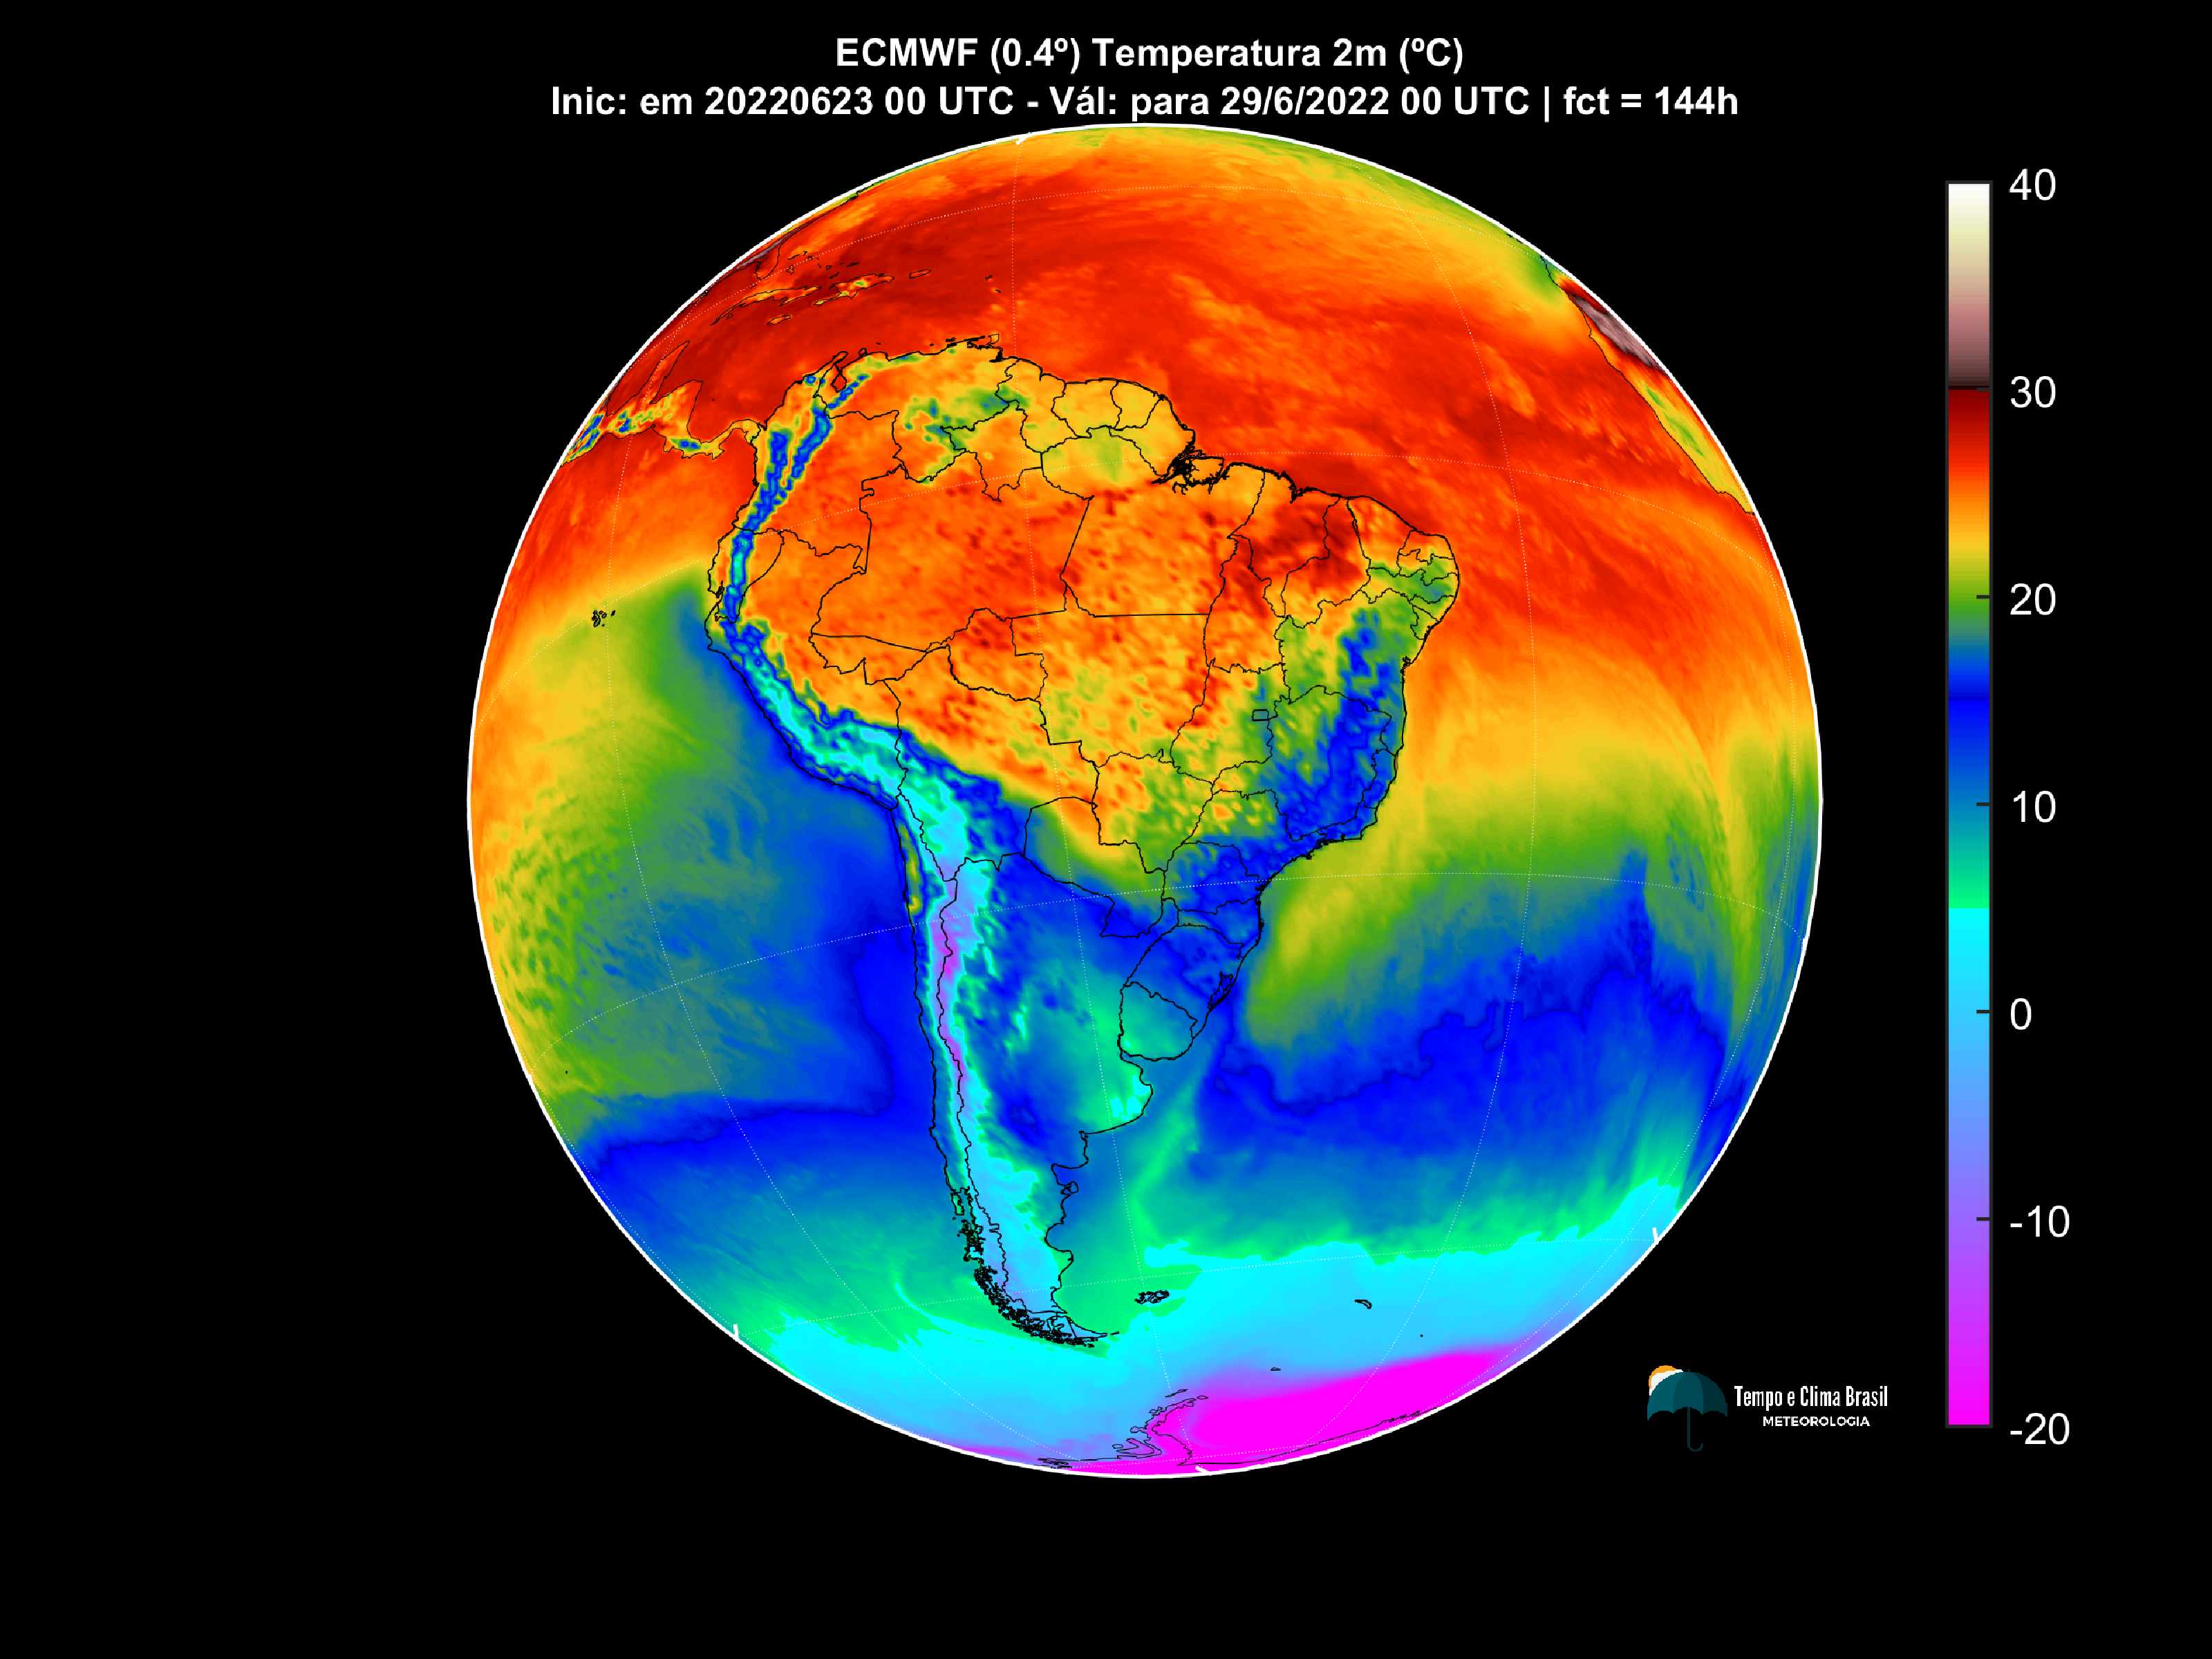 ECMWF (0.4º) Temperatura 2m (ºC)
Inic: em 20220623 00 UTC - Vál: para 29/6/2022 00 UTC | fct = 144h
40
30
20
10
0
-10
-20
Tempo e Clima Brasil
METEOROLOGIA